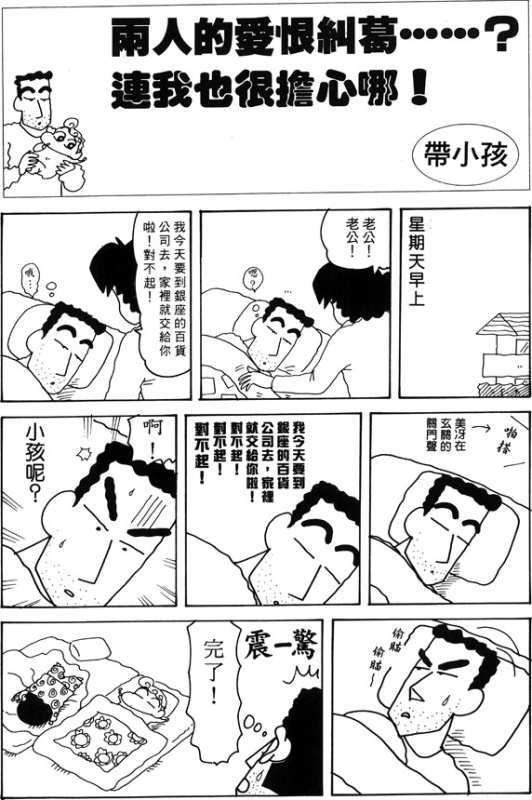 兩人的愛恨糾葛……？
連我也很擔心哪！
帶小孩
星期天早上
老公！
老公！
嗯？
我今天要到銀座的百貨
公司去，家裡就交給你
啦！對不起！
哦…
啪搭
美冴在
玄關的
關門聲
我今天要到
銀座的百貨
公司去，家裡
就交給你啦！
對不起！
對不起！
對不起！
啊！
小孩呢？
偷瞄
偷瞄～
震一驚
完了！